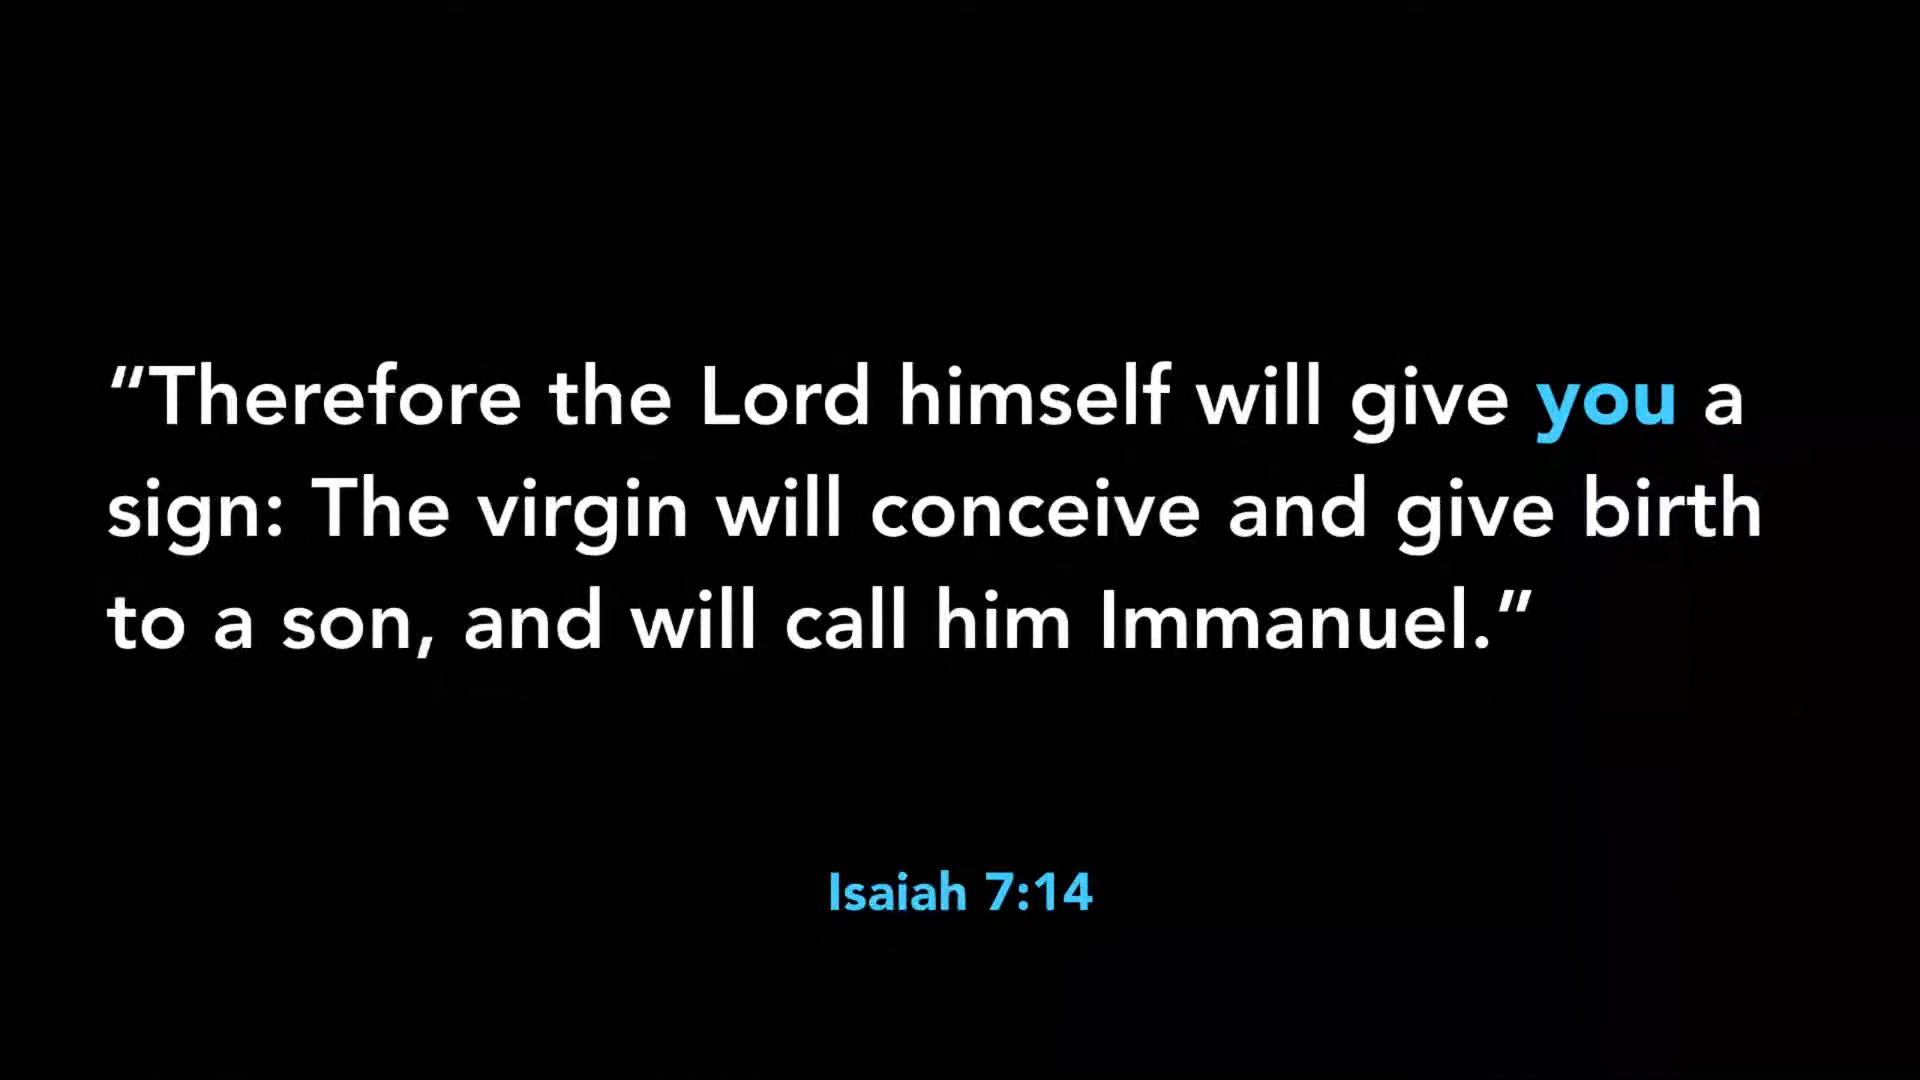 “Therefore the Lord himself will give you a
sign: The virgin will conceive and give birth
to a son, and will call him Immanuel.”
Isaiah 7:14